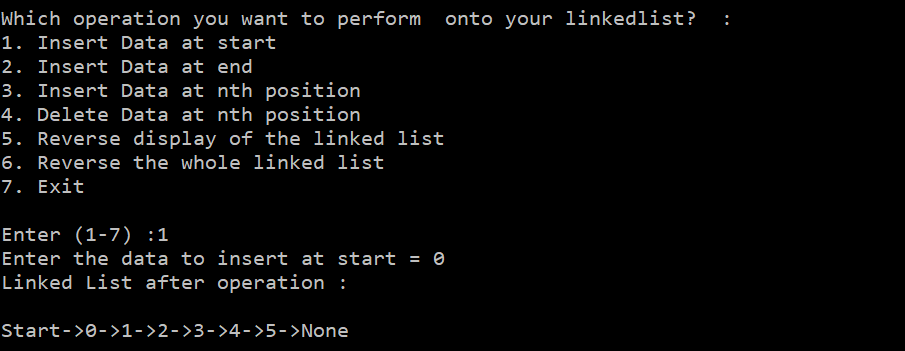 Which operation you want to perform  onto your linkedlist?  :
1. Insert Data at start
2. Insert Data at end
3. Insert Data at nth position
4. Delete Data at nth position
5. Reverse display of the linked list
6. Reverse the whole linked list
7. Exit
Enter (1-7) :1
Enter the data to insert at start = 0
Linked List after operation :
Start->0->1->2->3->4->5->None